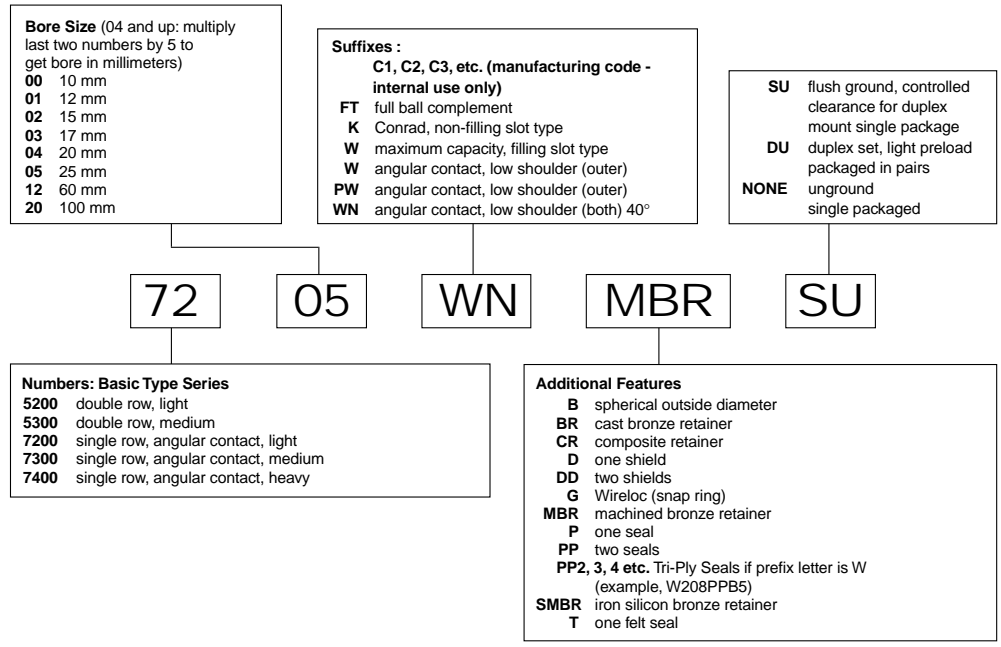 Bore Size (04 and up: multiply
last two numbers by 5 to
get bore in millimeters)
00 10 mm
01 12 mm
02 15 mm
03 17 mm
04 20 mm
05 25 mm
12 60 mm
20 100 mm
Suffixes :
C1, C2, C3, etc. (manufacturing code -
internal use only)
FT full ball complement
K Conrad, non-filling slot type
W maximum capacity, filling slot type
W angular contact, low shoulder (outer)
PW angular contact, low shoulder (outer)
WN angular contact, low shoulder (both) 40°
SU flush ground, controlled
clearance for duplex
mount single package
DU duplex set, light preload
packaged in pairs
NONE unground
single packaged
72 05 WN MBR SU
Numbers: Basic Type Series
5200 double row, light
5300 double row, medium
7200 single row, angular contact, light
7300 single row, angular contact, medium
7400 single row, angular contact, heavy
Additional Features
B spherical outside diameter
BR cast bronze retainer
CR composite retainer
D one shield
DD two shields
G Wireloc (snap ring)
MBR machined bronze retainer
P one seal
PP two seals
PP2, 3, 4 etc. Tri-Ply Seals if prefix letter is W
(example, W208PPB5)
SMBR iron silicon bronze retainer
T one felt seal